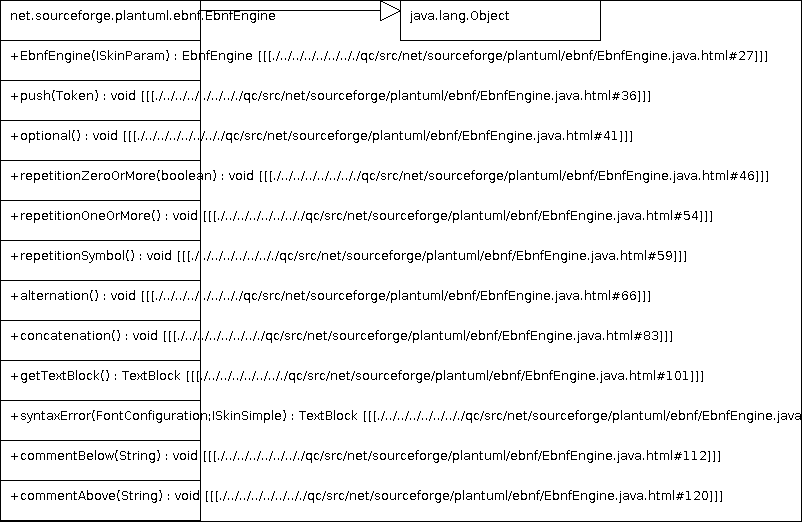 net.sourceforge.plantuml.ebnf.EbnfEngine
java.lang.Object
+EbnfEngine(ISkinParam) : EbnfEngine [[[./../../../../../../qc/src/net/sourceforge/plantuml/ebnf/EbnfEngine.java.html#27]]]
+push(Token) : void [[[./../../../../../../qc/src/net/sourceforge/plantuml/ebnf/EbnfEngine.java.html#36]]]
+optional() : void [[[./../../../../../../qc/src/net/sourceforge/plantuml/ebnf/EbnfEngine.java.html#41]]]
+repetitionZeroOrMore(boolean) : void [[[./../../../../../../qc/src/net/sourceforge/plantuml/ebnf/EbnfEngine.java.html#46]]]
+repetitionOneOrMore() : void [[[./../../../../../../qc/src/net/sourceforge/plantuml/ebnf/EbnfEngine.java.html#54]]]
+repetitionSymbol() : void [[[./../../../../../../qc/src/net/sourceforge/plantuml/ebnf/EbnfEngine.java.html#59]]]
+alternation() : void [[[./../../../../../../qc/src/net/sourceforge/plantuml/ebnf/EbnfEngine.java.html#66]]]
+concatenation() : void [[[./../../../../../../qc/src/net/sourceforge/plantuml/ebnf/EbnfEngine.java.html#83]]]
+getTextBlock() : TextBlock [[[./../../../../../../qc/src/net/sourceforge/plantuml/ebnf/EbnfEngine.java.html#101]]]
+syntaxError(FontConfiguration;ISkinSimple) : TextBlock [[[./../../../../../../qc/src/net/sourceforge/plantuml/ebnf/EbnfEngine.java
+commentBelow(String) : void [[[./../../../../../../qc/src/net/sourceforge/plantuml/ebnf/EbnfEngine.java.html#112]]]
+commentAbove(String) : void [[[./../../../../../../qc/src/net/sourceforge/plantuml/ebnf/EbnfEngine.java.html#120]]]